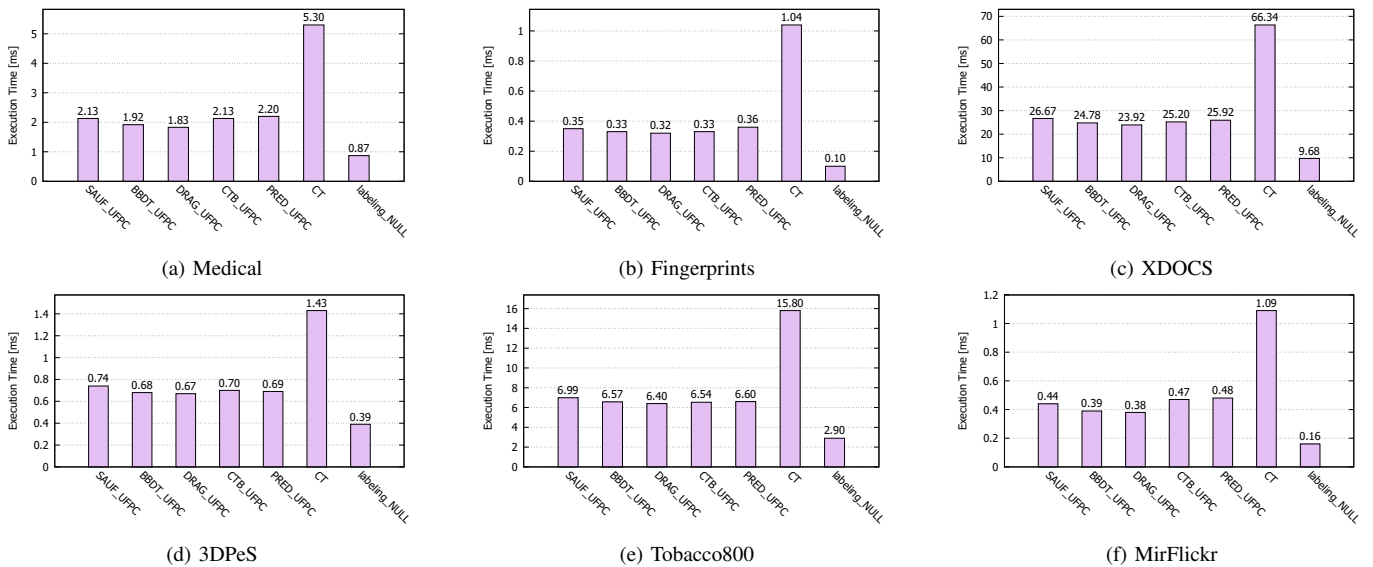 Execution Time [ms]
0
1
2
3
4
5
2.13
1.92
1.83
2.13
2.20
5.30
0.87
SAUF_UFPC
BBDT_UFPC
DRAG_UFPC
CTB_UFPC
PRED_UFPC
CT
labeling_NULL
(a) Medical
Execution Time [ms]
0
0.2
0.4
0.6
0.8
1
0.35
0.33
0.32
0.33
0.36
1.04
0.10
SAUF_UFPC
BBDT_UFPC
DRAG_UFPC
CTB_UFPC
PRED_UFPC
CT
labeling_NULL
(b) Fingerprints
Execution Time [ms]
0
10
20
30
40
50
60
70
26.67
24.78
23.92
25.20
25.92
66.34
9.68
SAUF_UFPC
BBDT_UFPC
DRAG_UFPC
CTB_UFPC
PRED_UFPC
CT
labeling_NULL
(c) XDOCS
Execution Time [ms]
0
0.2
0.4
0.6
0.8
1
1.2
1.4
0.74
0.68
0.67
0.70
0.69
1.43
0.39
SAUF_UFPC
BBDT_UFPC
DRAG_UFPC
CTB_UFPC
PRED_UFPC
CT
labeling_NULL
(d) 3DPeS
Execution Time [ms]
0
2
4
6
8
10
12
14
16
6.99
6.57
6.40
6.54
6.60
15.80
2.90
SAUF_UFPC
BBDT_UFPC
DRAG_UFPC
CTB_UFPC
PRED_UFPC
CT
labeling_NULL
(e) Tobacco800
Execution Time [ms]
0
0.2
0.4
0.6
0.8
1
1.2
0.44
0.39
0.38
0.47
0.48
1.09
0.16
SAUF_UFPC
BBDT_UFPC
DRAG_UFPC
CTB_UFPC
PRED_UFPC
CT
labeling_NULL
(f) MirFlickr